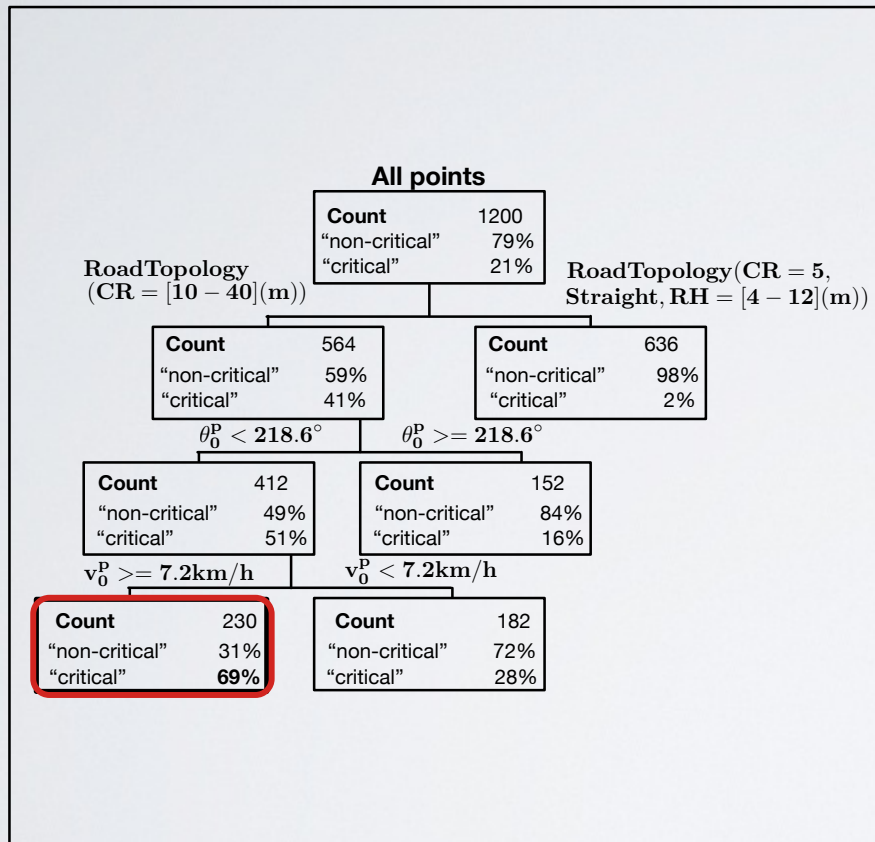 All points
Count 1200
“non-critical” 79%
“critical” 21%
RoadTopology
(CR = [10 − 40](m))
RoadTopology(CR = 5,
Straight, RH = [4 − 12](m))
Count 564
“non-critical” 59%
“critical” 41%
Count 636
“non-critical” 98%
“critical” 2%
θ₀ᵖ < 218.6°
θ₀ᵖ >= 218.6°
Count 412
“non-critical” 49%
“critical” 51%
Count 152
“non-critical” 84%
“critical” 16%
v₀ᵖ >= 7.2km/h
v₀ᵖ < 7.2km/h
Count 230
“non-critical” 31%
“critical” 69%
Count 182
“non-critical” 72%
“critical” 28%